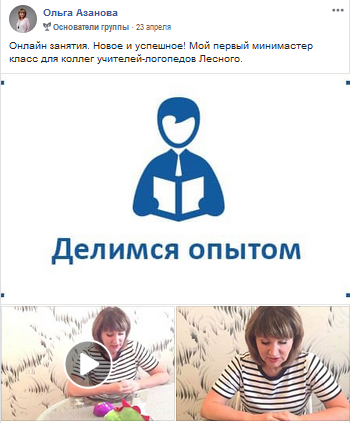 Ольга Азанова
Основатели группы · 23 апреля
Онлайн занятия. Новое и успешное! Мой первый минимастер
класс для коллег учителей-логопедов Лесного.
Делимся опытом